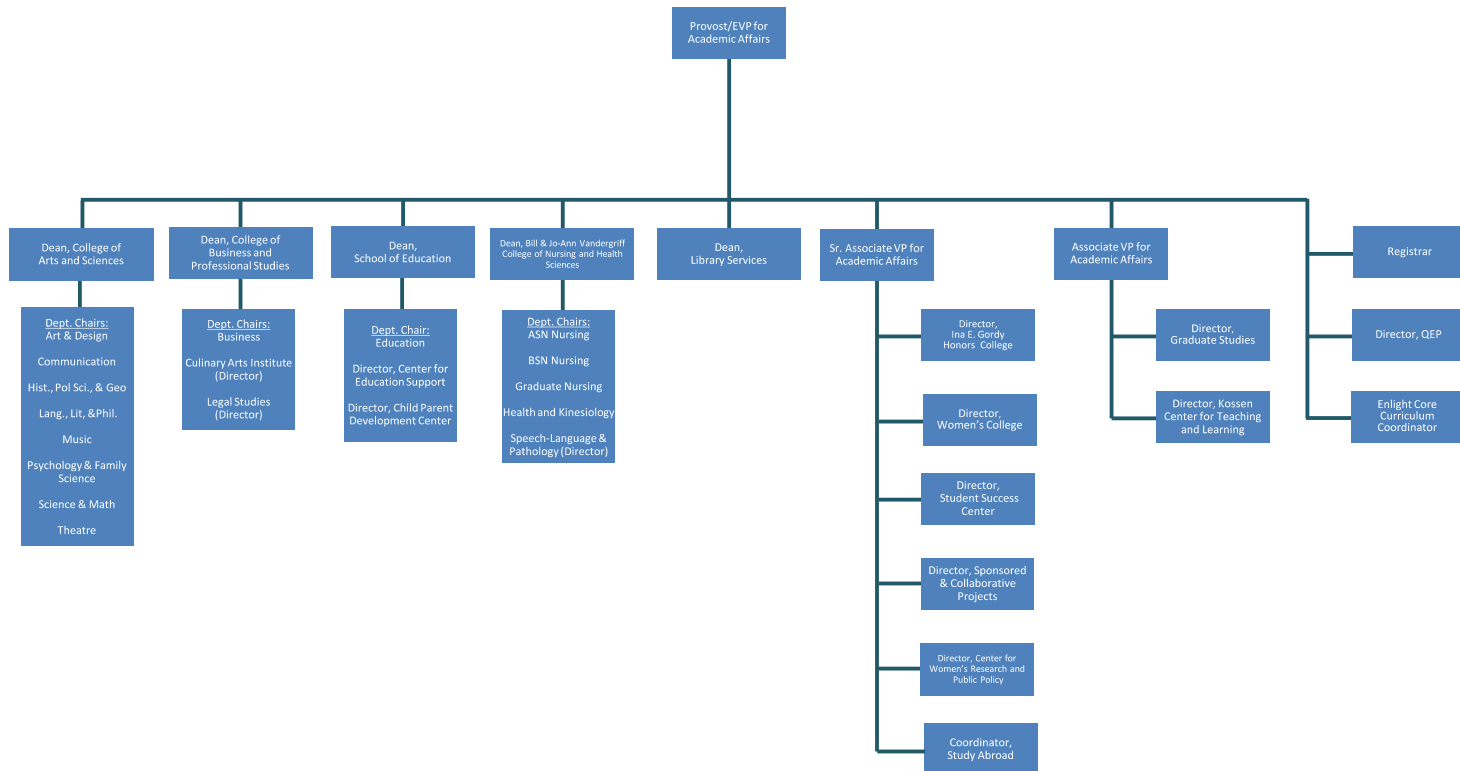 Provost/EVP for
Academic Affairs
Dean, College of
Arts and Sciences
Dept. Chairs:
Art & Design
Communication
Hist., Pol Sci., & Geo
Lang., Lit, &Phil.
Music
Psychology & Family
Science
Science & Math
Theatre
Dean, College of
Business and
Professional Studies
Dept. Chairs:
Business
Culinary Arts Institute
(Director)
Legal Studies
(Director)
Dean,
School of Education
Dept. Chair:
Education
Director, Center for
Education Support
Director, Child Parent
Development Center
Dean, Bill & Jo-Ann Vandergriff
College of Nursing and Health
Sciences
Dept. Chairs:
ASN Nursing
BSN Nursing
Graduate Nursing
Health and Kinesiology
Speech-Language &
Pathology (Director)
Dean,
Library Services
Sr. Associate VP for
Academic Affairs
Director,
Ina E. Gordy
Honors College
Director,
Women's College
Director,
Student Success
Center
Director, Sponsored
& Collaborative
Projects
Director, Center for
Women's Research and
Public Policy
Coordinator,
Study Abroad
Associate VP for
Academic Affairs
Director,
Graduate Studies
Director, Kossen
Center for Teaching
and Learning
Registrar
Director, QEP
Enlight Core
Curriculum
Coordinator